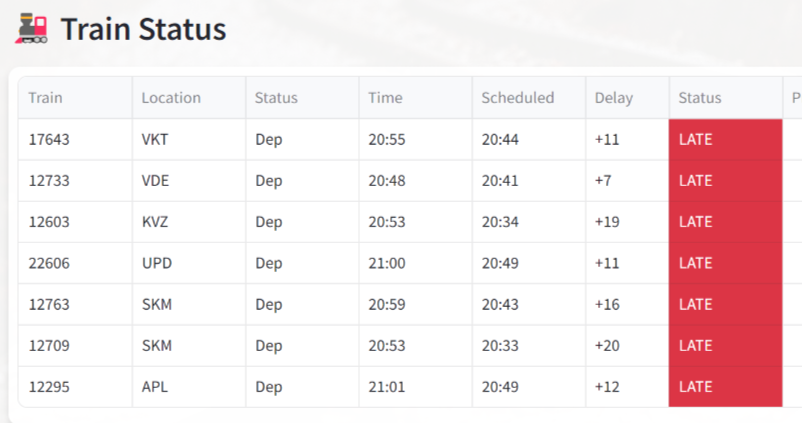 Train Status
Train Location Status Time Scheduled Delay Status P
17643 VKT Dep 20:55 20:44 +11 LATE
12733 VDE Dep 20:48 20:41 +7 LATE
12603 KVZ Dep 20:53 20:34 +19 LATE
22606 UPD Dep 21:00 20:49 +11 LATE
12763 SKM Dep 20:59 20:43 +16 LATE
12709 SKM Dep 20:53 20:33 +20 LATE
12295 APL Dep 21:01 20:49 +12 LATE